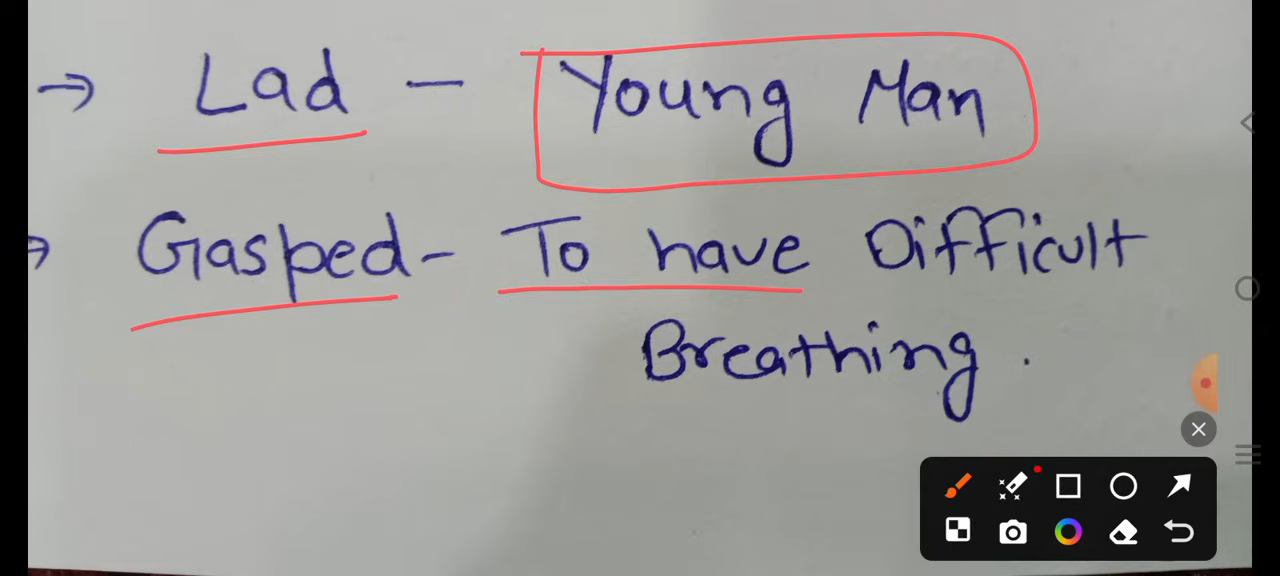 → Lad - Young Man
→ Gasped - To have Difficult
Breathing.